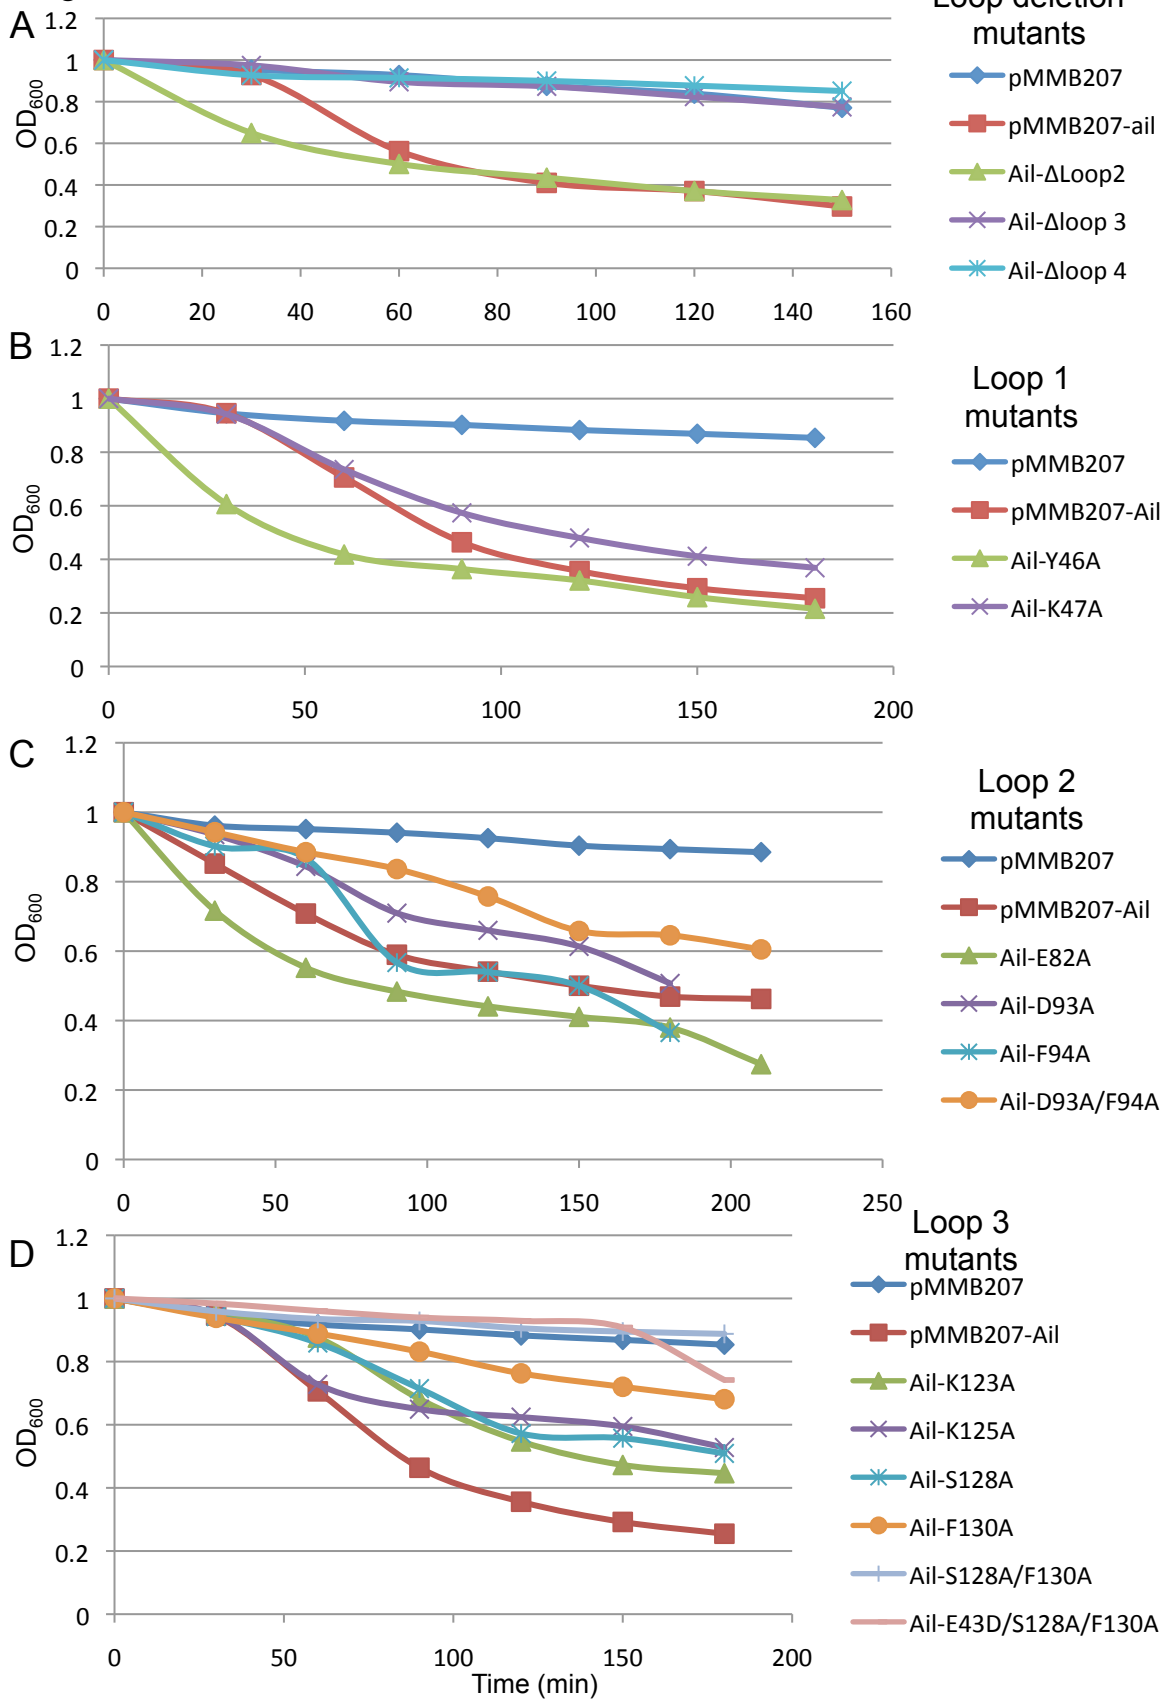 Loop deletion
mutants
A
1.2
1
0.8
0.6
0.4
0.2
0
OD600
0 20 40 60 80 100 120 140 160
pMMB207
pMMB207-ail
Ail-ΔLoop2
Ail-Δloop 3
Ail-Δloop 4
B
1.2
1
0.8
0.6
0.4
0.2
0
OD600
0 50 100 150 200
Loop 1
mutants
pMMB207
pMMB207-Ail
Ail-Y46A
Ail-K47A
C
1.2
1
0.8
0.6
0.4
0.2
0
OD600
0 50 100 150 200 250
Loop 2
mutants
pMMB207
pMMB207-Ail
Ail-E82A
Ail-D93A
Ail-F94A
Ail-D93A/F94A
D
1.2
1
0.8
0.6
0.4
0.2
0
OD600
0 50 100 150 200
Time (min)
Loop 3
mutants
pMMB207
pMMB207-Ail
Ail-K123A
Ail-K125A
Ail-S128A
Ail-F130A
Ail-S128A/F130A
Ail-E43D/S128A/F130A